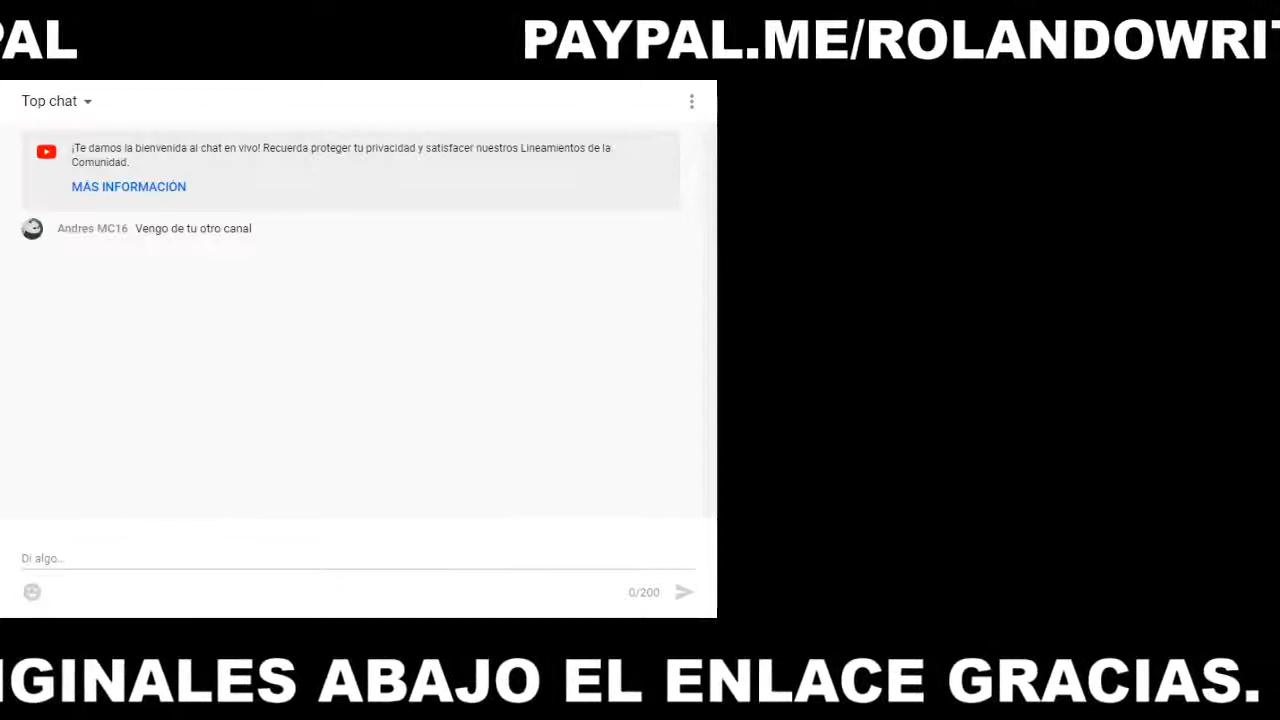 PAL PAYPAL.ME/ROLANDOWRIT
Top chat
¡Te damos la bienvenida al chat en vivo! Recuerda proteger tu privacidad y satisfacer nuestros Lineamientos de la
Comunidad.
MÁS INFORMACIÓN
Andres MC16 Vengo de tu otro canal
Di algo...
0/200
IGINALES ABAJO EL ENLACE GRACIAS.